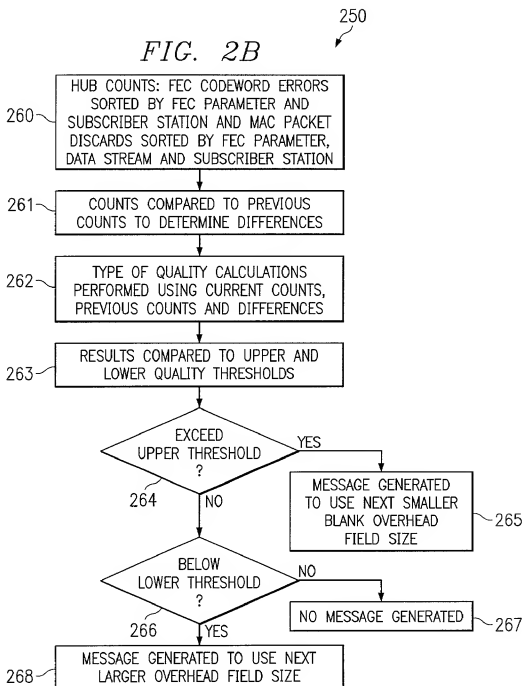 250
FIG. 2B
260
HUB COUNTS: FEC CODEWORD ERRORS
SORTED BY FEC PARAMETER AND
SUBSCRIBER STATION AND MAC PACKET
DISCARDS SORTED BY FEC PARAMETER,
DATA STREAM AND SUBSCRIBER STATION
261
COUNTS COMPARED TO PREVIOUS
COUNTS TO DETERMINE DIFFERENCES
262
TYPE OF QUALITY CALCULATIONS
PERFORMED USING CURRENT COUNTS,
PREVIOUS COUNTS AND DIFFERENCES
263
RESULTS COMPARED TO UPPER AND
LOWER QUALITY THRESHOLDS
EXCEED
UPPER THRESHOLD
?
264
YES
NO
MESSAGE GENERATED
TO USE NEXT SMALLER
BLANK OVERHEAD
FIELD SIZE
265
BELOW
LOWER THRESHOLD
?
266
NO
YES
NO MESSAGE GENERATED
267
268
MESSAGE GENERATED TO USE NEXT
LARGER OVERHEAD FIELD SIZE